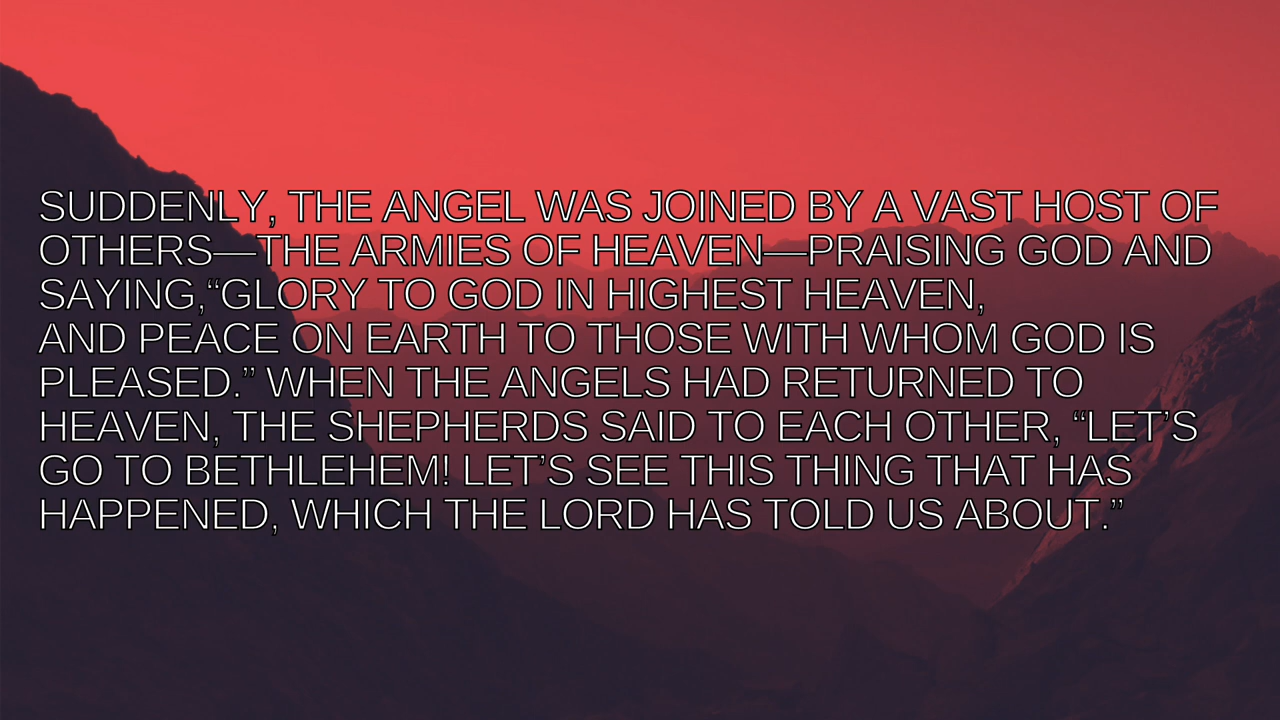 SUDDENLY, THE ANGEL WAS JOINED BY A VAST HOST OF
OTHERS—THE ARMIES OF HEAVEN—PRAISING GOD AND
SAYING,“GLORY TO GOD IN HIGHEST HEAVEN,
AND PEACE ON EARTH TO THOSE WITH WHOM GOD IS
PLEASED.” WHEN THE ANGELS HAD RETURNED TO
HEAVEN, THE SHEPHERDS SAID TO EACH OTHER, “LET’S
GO TO BETHLEHEM! LET’S SEE THIS THING THAT HAS
HAPPENED, WHICH THE LORD HAS TOLD US ABOUT.”